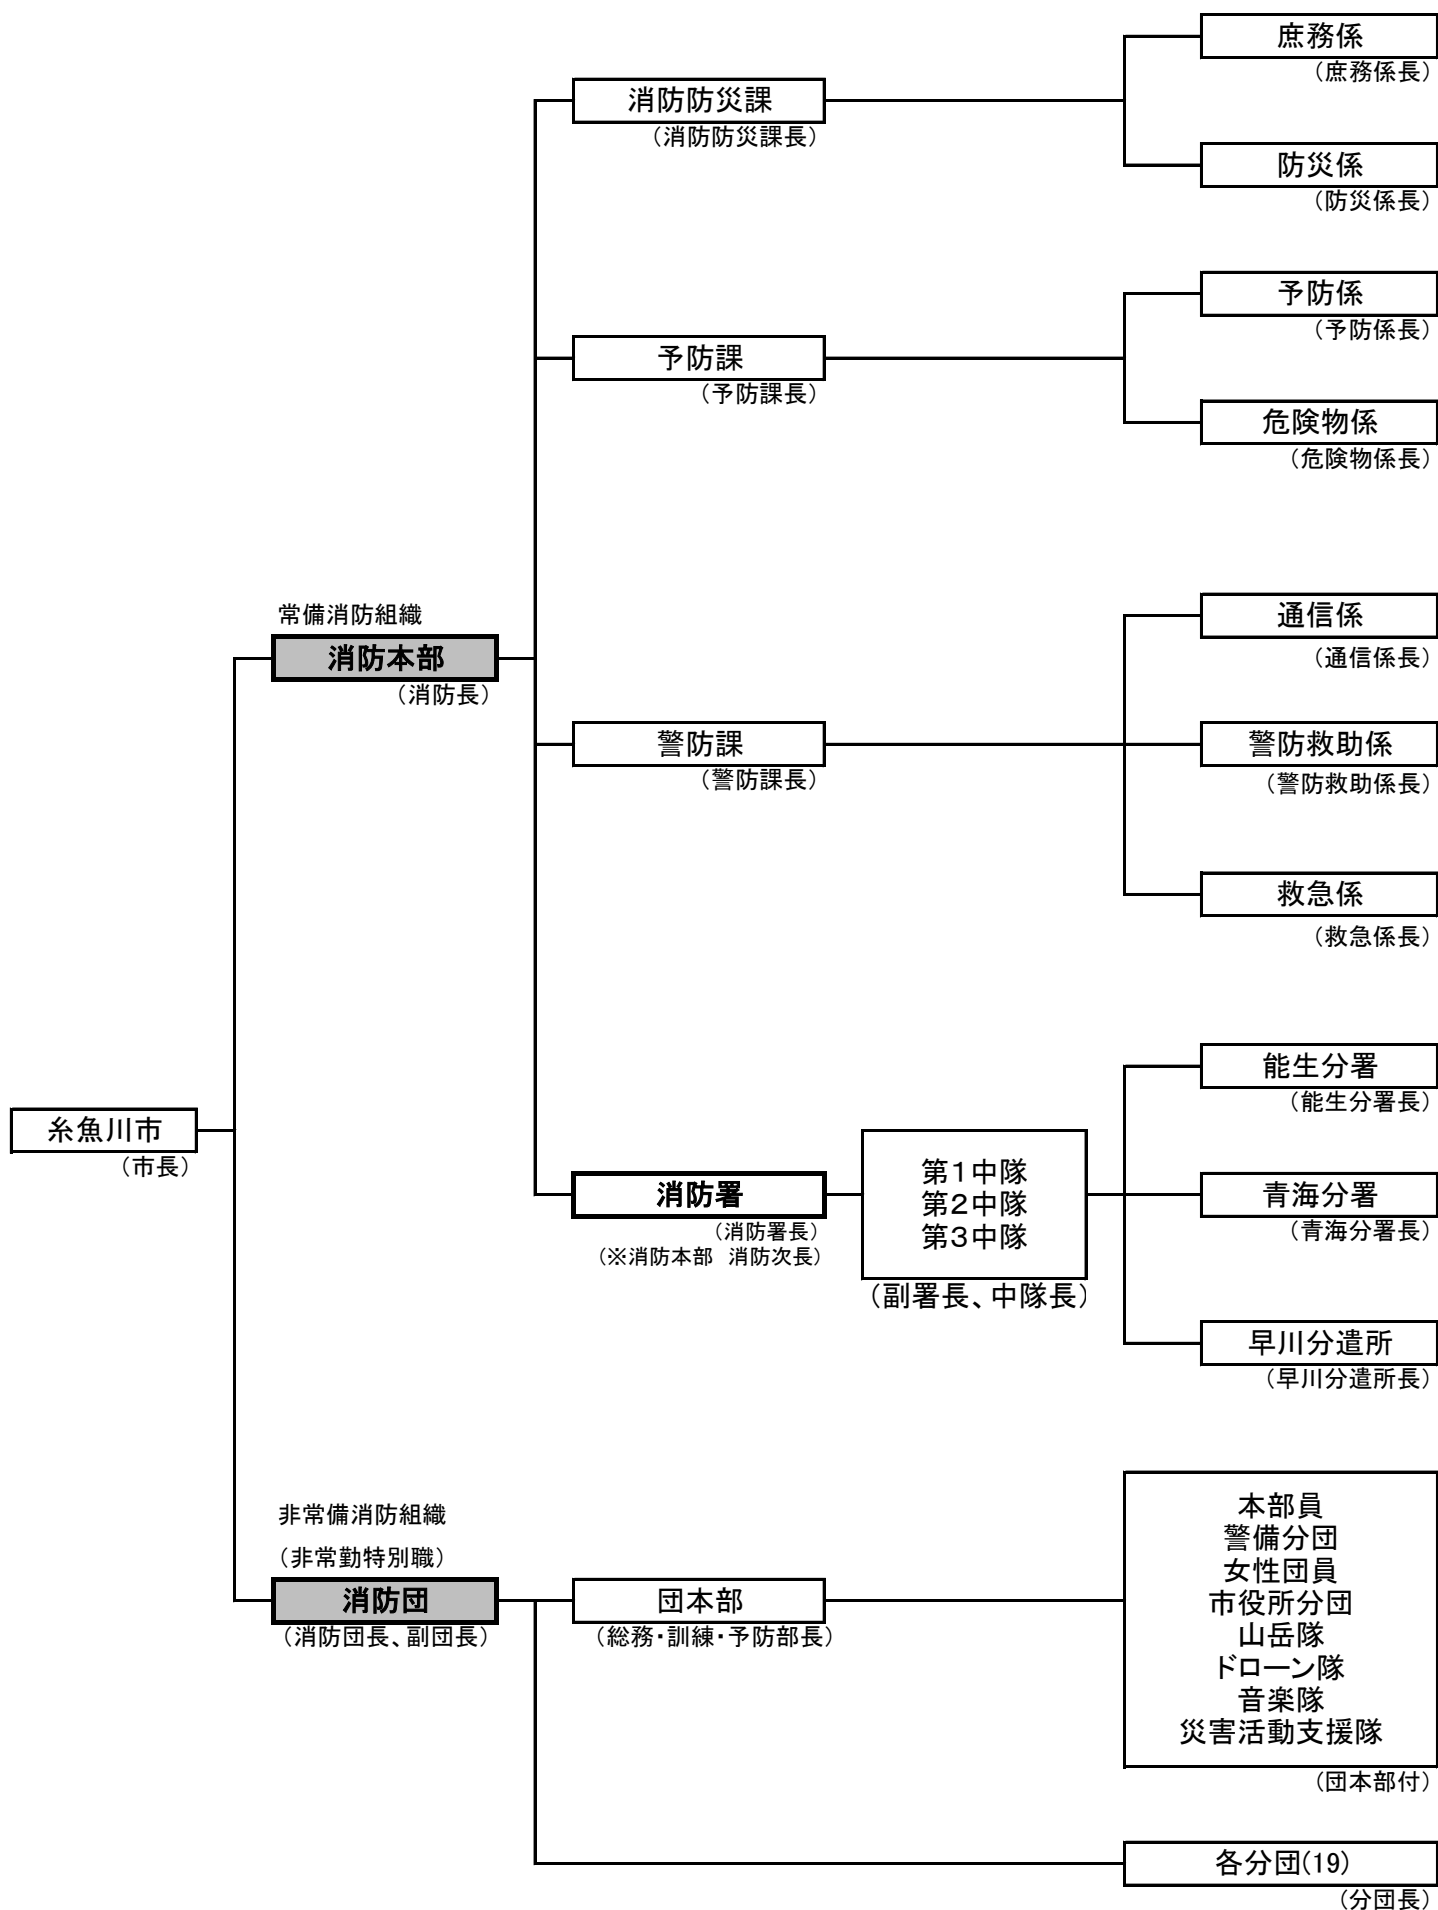 庶務係
（庶務係長）
消防防災課
（消防防災課長）
防災係
（防災係長）
予防係
（予防係長）
予防課
（予防課長）
危険物係
（危険物係長）
常備消防組織
消防本部
（消防長）
通信係
（通信係長）
警防課
（警防課長）
警防救助係
（警防救助係長）
救急係
（救急係長）
糸魚川市
（市長）
消防署
（消防署長）
（※消防本部　消防次長）
第１中隊
第２中隊
第３中隊
（副署長、中隊長）
能生分署
（能生分署長）
青海分署
（青海分署長）
早川分遣所
（早川分遣所長）
非常備消防組織
（非常勤特別職）
消防団
（消防団長、副団長）
団本部
（総務・訓練・予防部長）
本部員
警備分団
女性団員
市役所分団
山岳隊
ドローン隊
音楽隊
災害活動支援隊
（団本部付）
各分団(19)
（分団長）